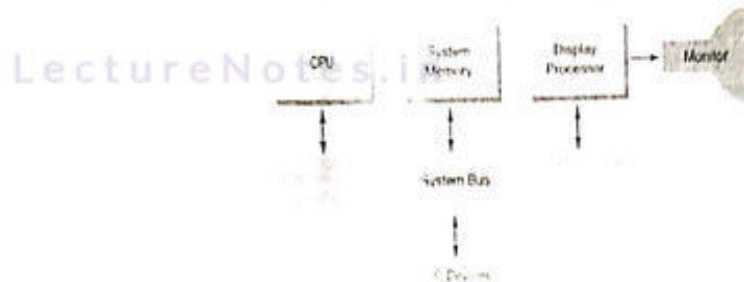 LectureNotes.in
CPU
System
Memory
Display
Processor
Monitor
System Bus